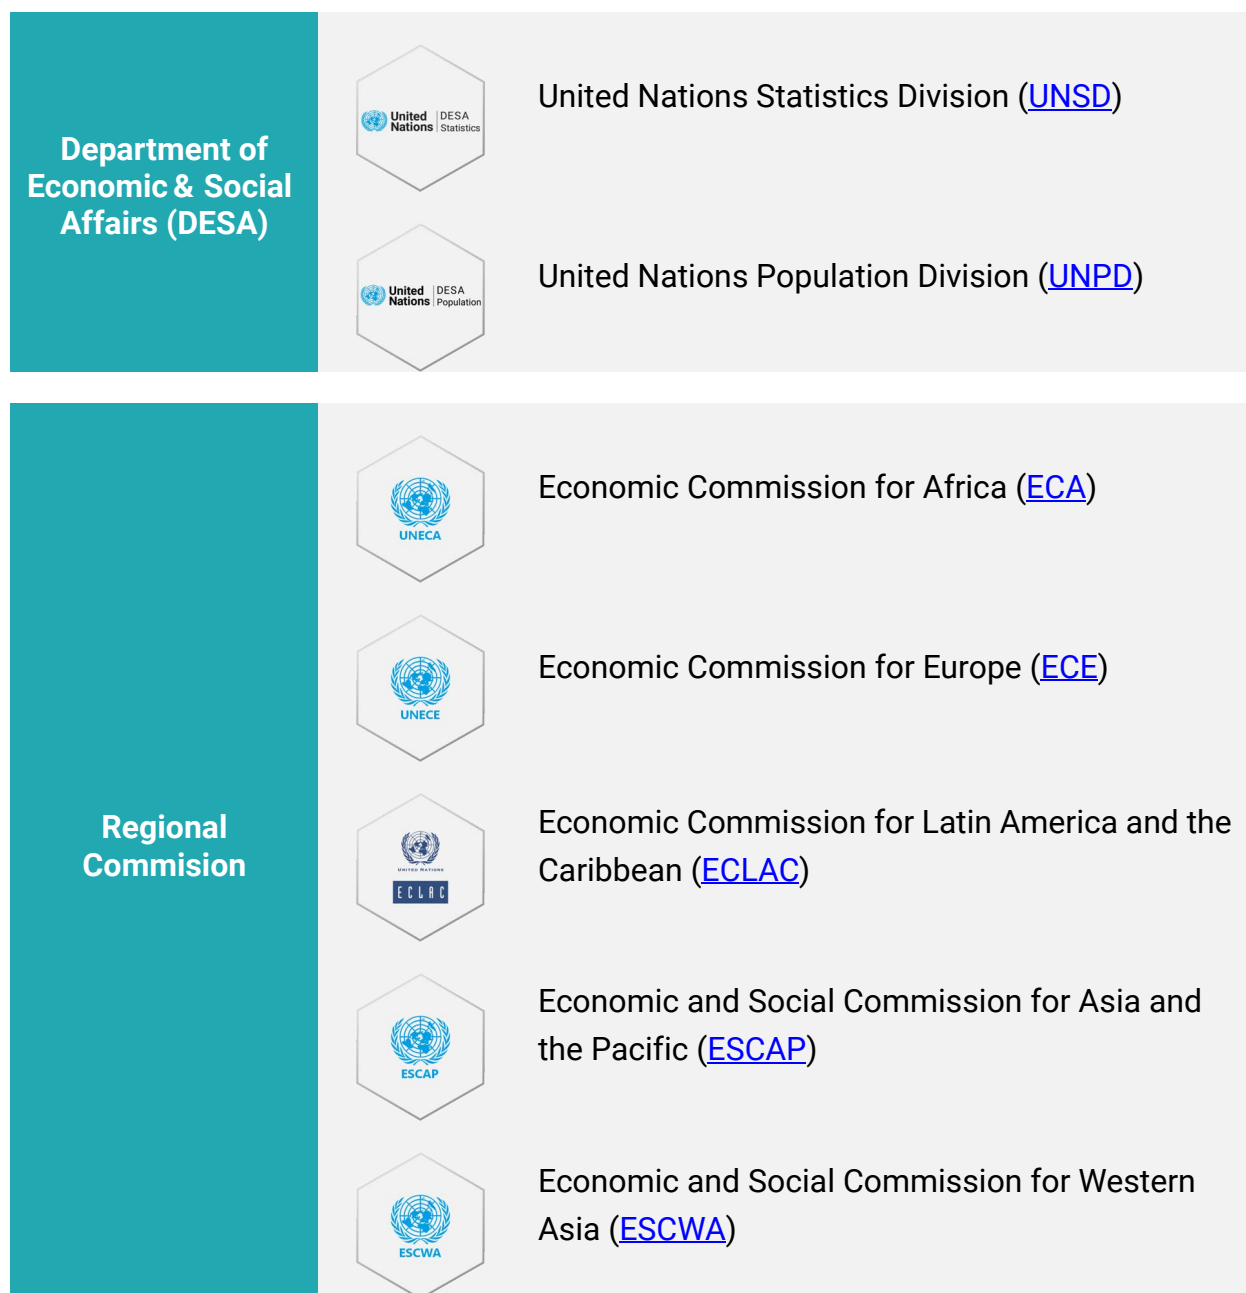 Department of
Economic & Social
Affairs (DESA)
United | DESA
Nations | Statistics
United Nations Statistics Division (UNSD)
United | DESA
Nations | Population
United Nations Population Division (UNPD)
Regional
Commision
UNECA
Economic Commission for Africa (ECA)
UNECE
Economic Commission for Europe (ECE)
UNITED NATIONS
ECLAC
Economic Commission for Latin America and the
Caribbean (ECLAC)
ESCAP
Economic and Social Commission for Asia and
the Pacific (ESCAP)
ESCWA
Economic and Social Commission for Western
Asia (ESCWA)